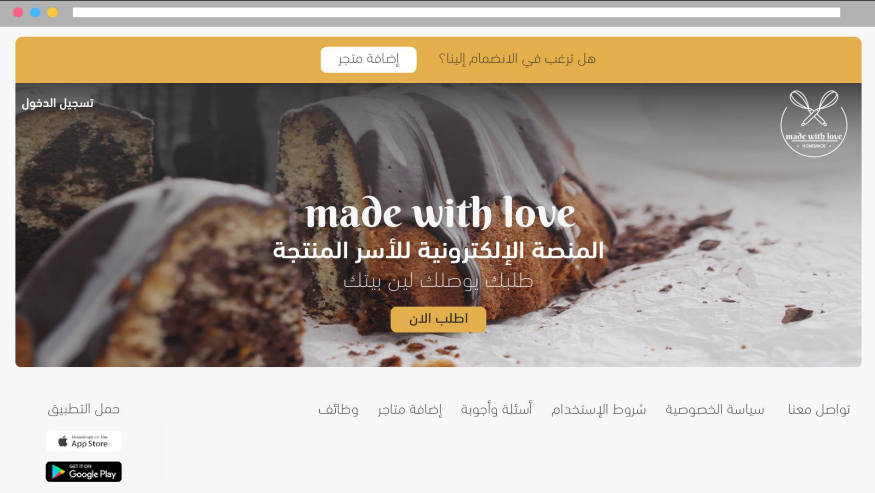 هل ترغب في الانضمام إلينا؟ إضافة متجر
made with love
HOMEMADE
تسجيل الدخول
made with love
المنصة الإلكترونية للأسر المنتجة
طلبك يوصلك لين بيتك
اطلب الان
تواصل معنا سياسة الخصوصية شروط الإستخدام أسئلة وأجوبة إضافة متاجر وظائف
حمل التطبيق
Download on the
App Store
GET IT ON
Google Play